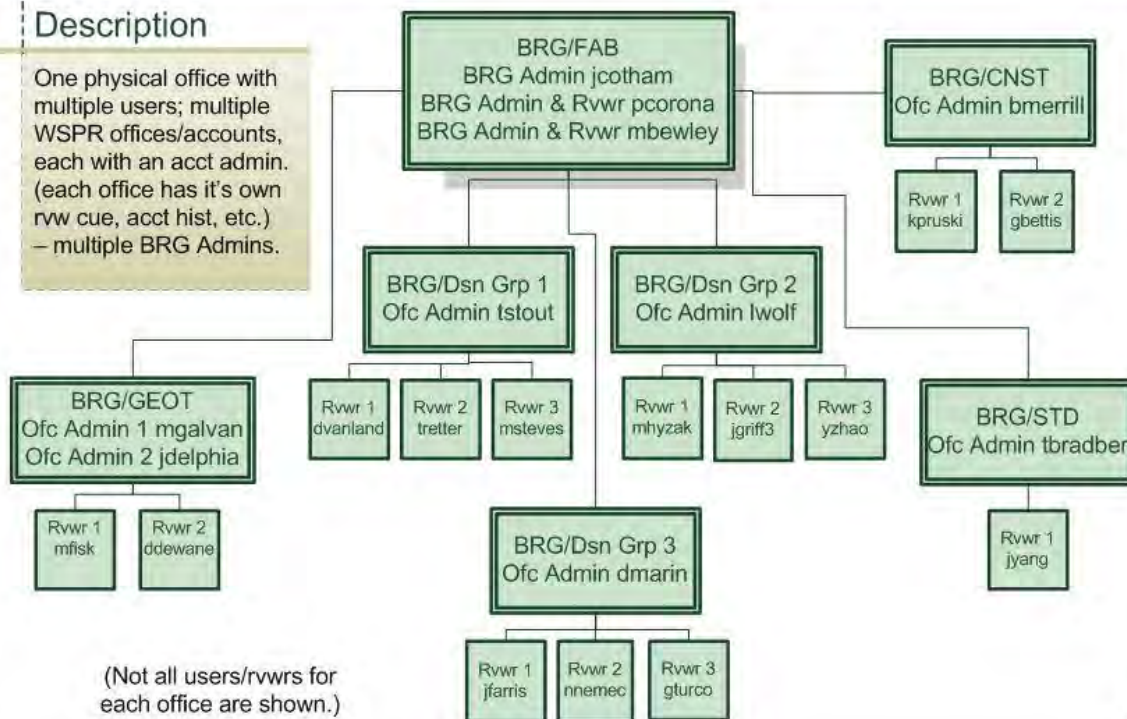 Description
One physical office with
multiple users; multiple
WSPR offices/accounts,
each with an acct admin.
(each office has it's own
rvw cue, acct hist, etc.)
– multiple BRG Admins.
BRG/FAB
BRG Admin jcotham
BRG Admin & Rvwr pcorona
BRG Admin & Rvwr mbewley
BRG/CNST
Ofc Admin bmerrill
Rvwr 1
kpruski
Rvwr 2
gbettis
BRG/Dsn Grp 1
Ofc Admin tstout
Rvwr 1
dvanland
Rvwr 2
tretter
Rvwr 3
msteves
BRG/Dsn Grp 2
Ofc Admin lwolf
Rvwr 1
mhyzak
Rvwr 2
jgriff3
Rvwr 3
yzhao
BRG/GEOT
Ofc Admin 1 mgalvan
Ofc Admin 2 jdelphia
Rvwr 1
mfisk
Rvwr 2
ddewane
BRG/STD
Ofc Admin tbradber
Rvwr 1
jyang
BRG/Dsn Grp 3
Ofc Admin dmarin
Rvwr 1
jfarris
Rvwr 2
nnemec
Rvwr 3
gturco
(Not all users/rvwrs for
each office are shown.)